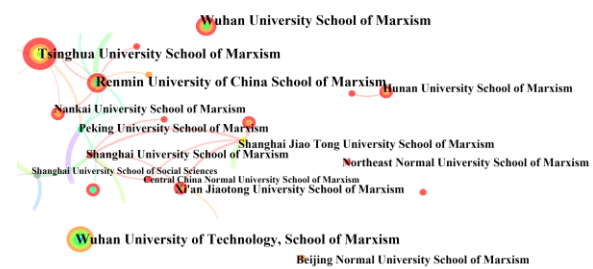 Wuhan University School of Marxism
Tsinghua University School of Marxism
Renmin University of China School of Marxism
Hunan University School of Marxism
Nankai University School of Marxism
Peking University School of Marxism
Shanghai Jiao Tong University School of Marxism
Shanghai University School of Marxism
Northeast Normal University School of Marxism
Shanghai University School of Social Sciences
Central China Normal University School of Marxism
Xi'an Jiaotong University School of Marxism
Wuhan University of Technology, School of Marxism
Beijing Normal University School of Marxism